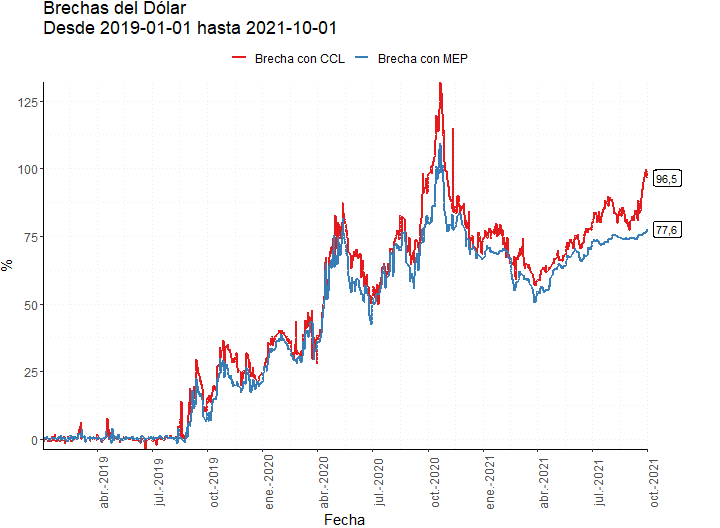 Brechas del Dólar
Desde 2019-01-01 hasta 2021-10-01
Brecha con CCL
Brecha con MEP
%
125
100
75
50
25
0
96,5
77,6
abr.-2019
jul.-2019
oct.-2019
ene.-2020
abr.-2020
jul.-2020
oct.-2020
ene.-2021
abr.-2021
jul.-2021
oct.-2021
Fecha